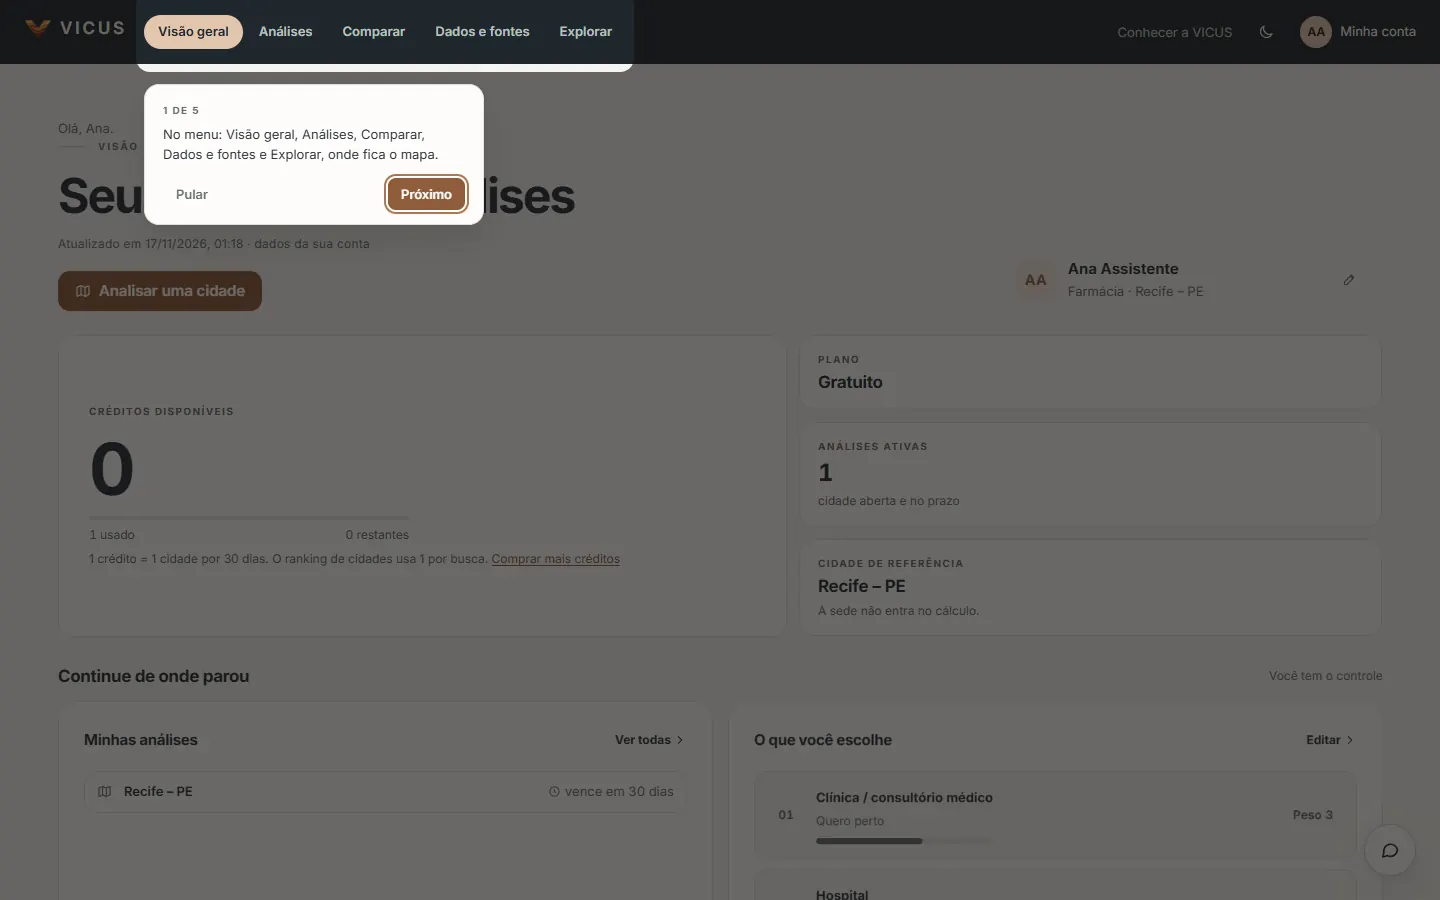 VICUS
Visão geral
Análises
Comparar
Dados e fontes
Explorar
Conhecer a VICUS
AA
Minha conta
1 DE 5
No menu: Visão geral, Análises, Comparar,
Dados e fontes e Explorar, onde fica o mapa.
Pular
Próximo
Olá, Ana.
VISÃO
Seu lises
Atualizado em 17/11/2026, 01:18 · dados da sua conta
Analisar uma cidade
AA
Ana Assistente
Farmácia · Recife – PE
CRÉDITOS DISPONÍVEIS
0
1 usado
0 restantes
1 crédito = 1 cidade por 30 dias. O ranking de cidades usa 1 por busca. Comprar mais créditos
PLANO
Gratuito
ANÁLISES ATIVAS
1
cidade aberta e no prazo
CIDADE DE REFERÊNCIA
Recife – PE
A sede não entra no cálculo.
Continue de onde parou
Você tem o controle
Minhas análises
Ver todas
Recife – PE
vence em 30 dias
O que você escolhe
Editar
01
Clínica / consultório médico
Quero perto
Peso 3
Hospital